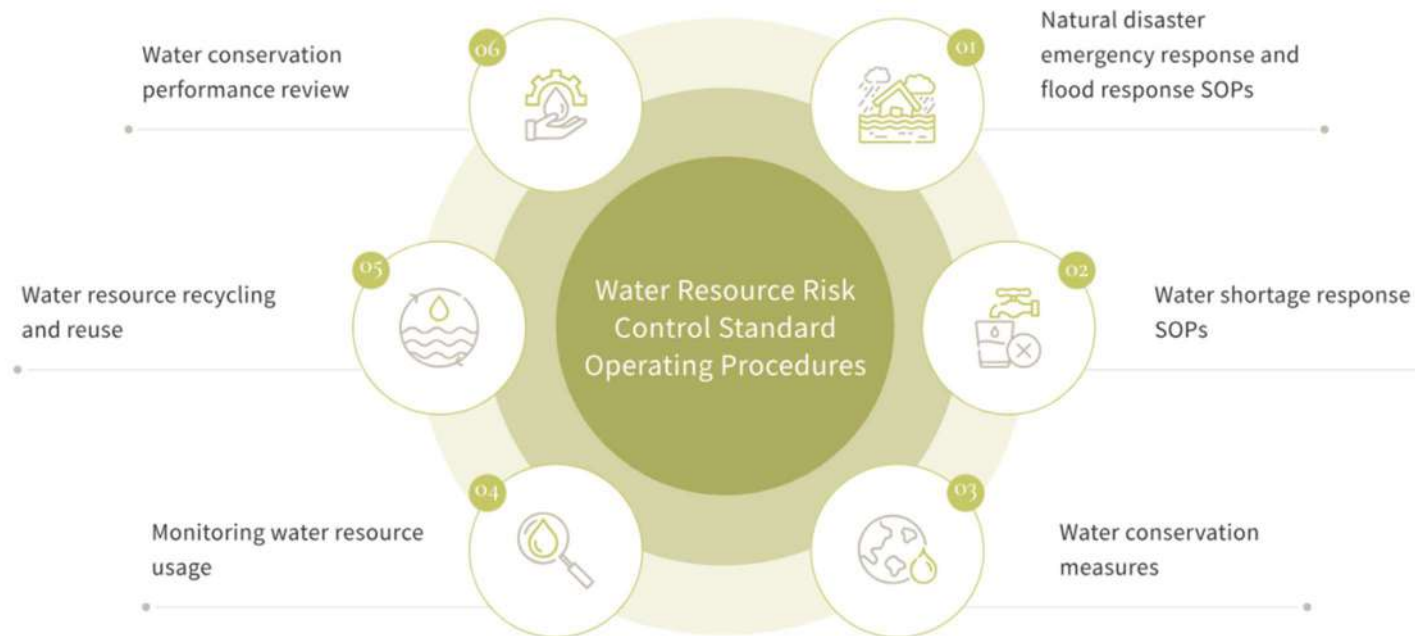 Water Resource Risk
Control Standard
Operating Procedures
01
Natural disaster
emergency response and
flood response SOPs
02
Water shortage response
SOPs
03
Water conservation
measures
04
Monitoring water resource
usage
05
Water resource recycling
and reuse
06
Water conservation
performance review